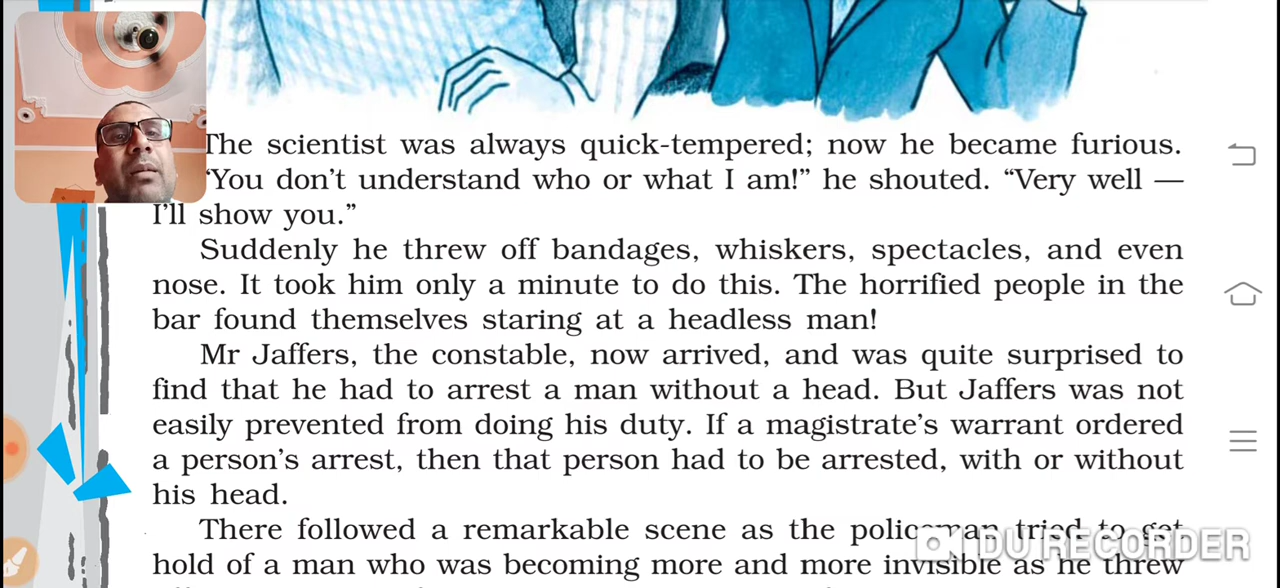 The scientist was always quick-tempered; now he became furious.
“You don’t understand who or what I am!” he shouted. “Very well —
I’ll show you.”
Suddenly he threw off bandages, whiskers, spectacles, and even
nose. It took him only a minute to do this. The horrified people in the
bar found themselves staring at a headless man!
Mr Jaffers, the constable, now arrived, and was quite surprised to
find that he had to arrest a man without a head. But Jaffers was not
easily prevented from doing his duty. If a magistrate’s warrant ordered
a person’s arrest, then that person had to be arrested, with or without
his head.
There followed a remarkable scene as the policeman tried to get
hold of a man who was becoming more and more invisible as he threw
DU RECORDER